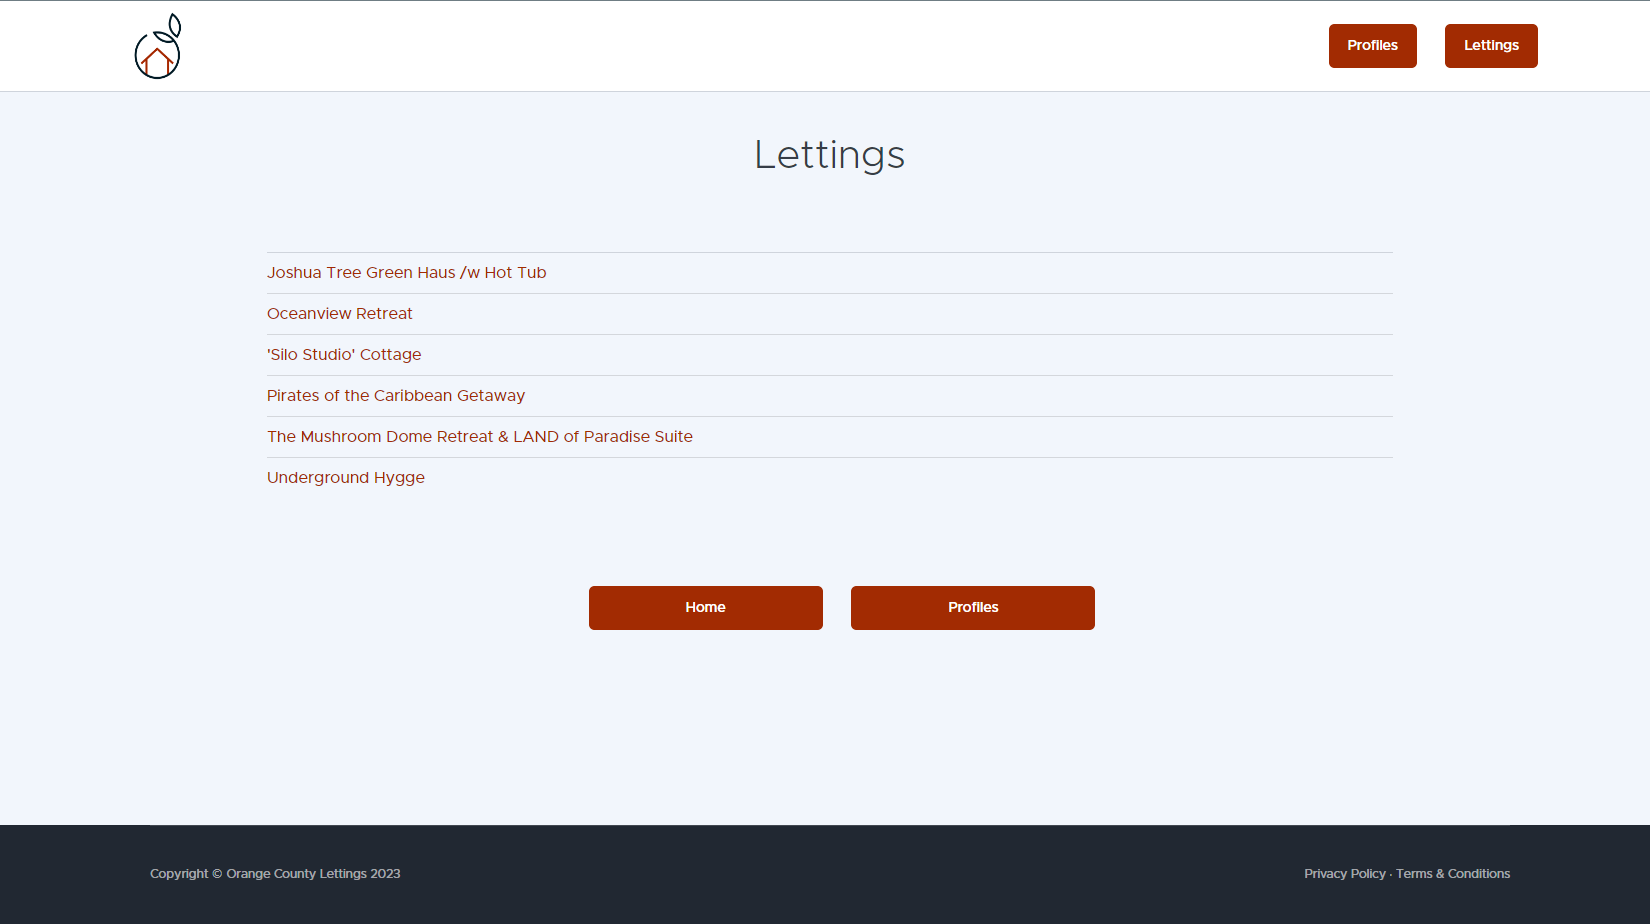 Profiles
Lettings
Lettings
Joshua Tree Green Haus /w Hot Tub
Oceanview Retreat
'Silo Studio' Cottage
Pirates of the Caribbean Getaway
The Mushroom Dome Retreat & LAND of Paradise Suite
Underground Hygge
Home
Profiles
Copyright © Orange County Lettings 2023
Privacy Policy · Terms & Conditions